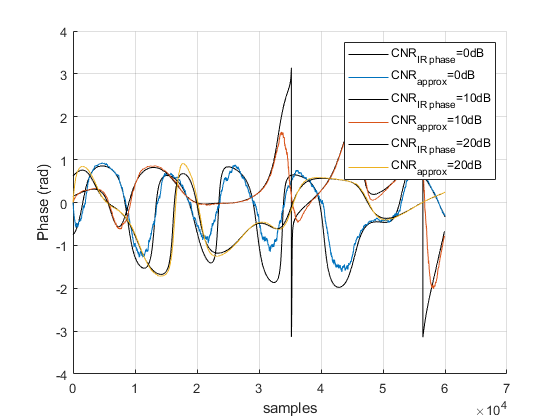 4
3
2
1
0
-1
-2
-3
-4
Phase (rad)
CNR_IR phase=0dB
CNR_approx=0dB
CNR_IR phase=10dB
CNR_approx=10dB
CNR_IR phase=20dB
CNR_approx=20dB
0 1 2 3 4 5 6 7
samples
×10^4